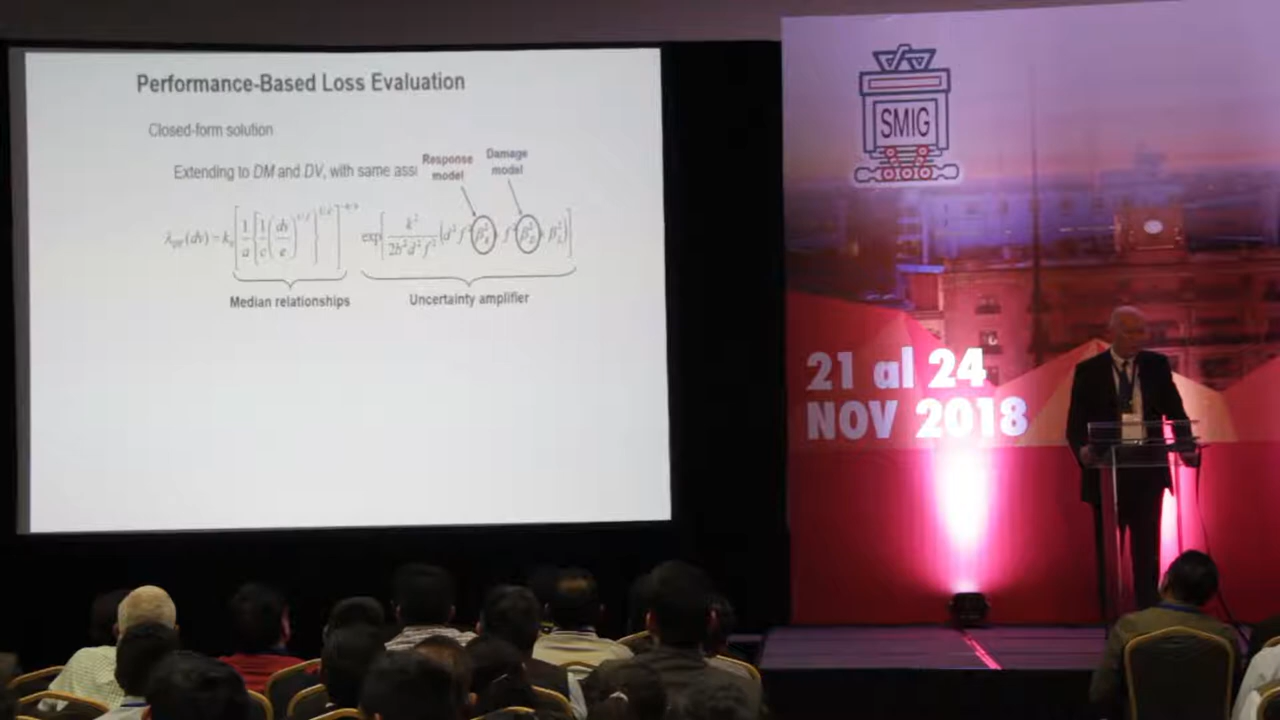 Performance-Based Loss Evaluation
Closed-form solution
Extending to DM and DV, with same assi
Response
model
Damage
model
Median relationships
Uncertainty amplifier
SMIG
21 al 24
NOV 2018